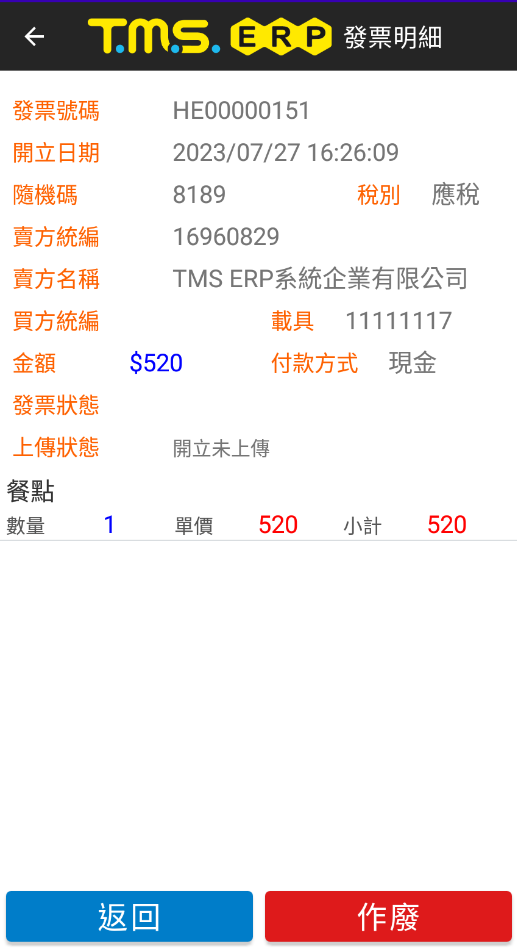 T.M.S. ERP 發票明細
發票號碼 HE00000151
開立日期 2023/07/27 16:26:09
隨機碼 8189 稅別 應稅
賣方統編 16960829
賣方名稱 TMS ERP系統企業有限公司
買方統編 載具 11111117
金額 $520 付款方式 現金
發票狀態
上傳狀態 開立未上傳
餐點
數量 1 單價 520 小計 520
返回 作廢